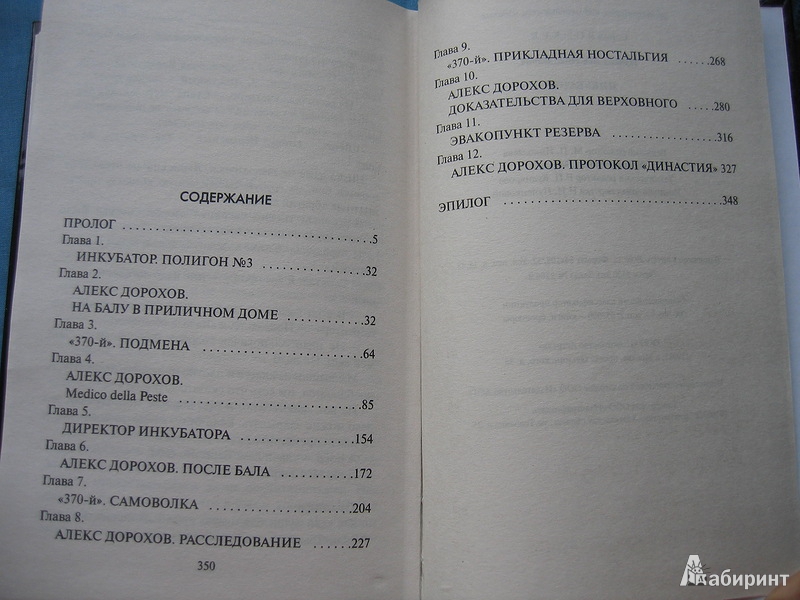 СОДЕРЖАНИЕ
ПРОЛОГ ........................................5
Глава 1.
ИНКУБАТОР. ПОЛИГОН №3 ................32
Глава 2.
АЛЕКС ДОРОХОВ.
НА БАЛУ В ПРИЛИЧНОМ ДОМЕ ............32
Глава 3.
«370-й». ПОДМЕНА ........................64
Глава 4.
АЛЕКС ДОРОХОВ.
Medico della Peste ............................85
Глава 5.
ДИРЕКТОР ИНКУБАТОРА ..................154
Глава 6.
АЛЕКС ДОРОХОВ. ПОСЛЕ БАЛА ...........172
Глава 7.
«370-й». САМОВОЛКА ......................204
Глава 8.
АЛЕКС ДОРОХОВ. РАССЛЕДОВАНИЕ ......227
350
Глава 9.
«370-й». ПРИКЛАДНАЯ НОСТАЛЬГИЯ ......268
Глава 10.
АЛЕКС ДОРОХОВ.
ДОКАЗАТЕЛЬСТВА ДЛЯ ВЕРХОВНОГО .....280
Глава 11.
ЭВАКОПУНКТ РЕЗЕРВА ................316
Глава 12.
АЛЕКС ДОРОХОВ. ПРОТОКОЛ «ДИНАСТИЯ» 327
ЭПИЛОГ ................................348
Лабиринт